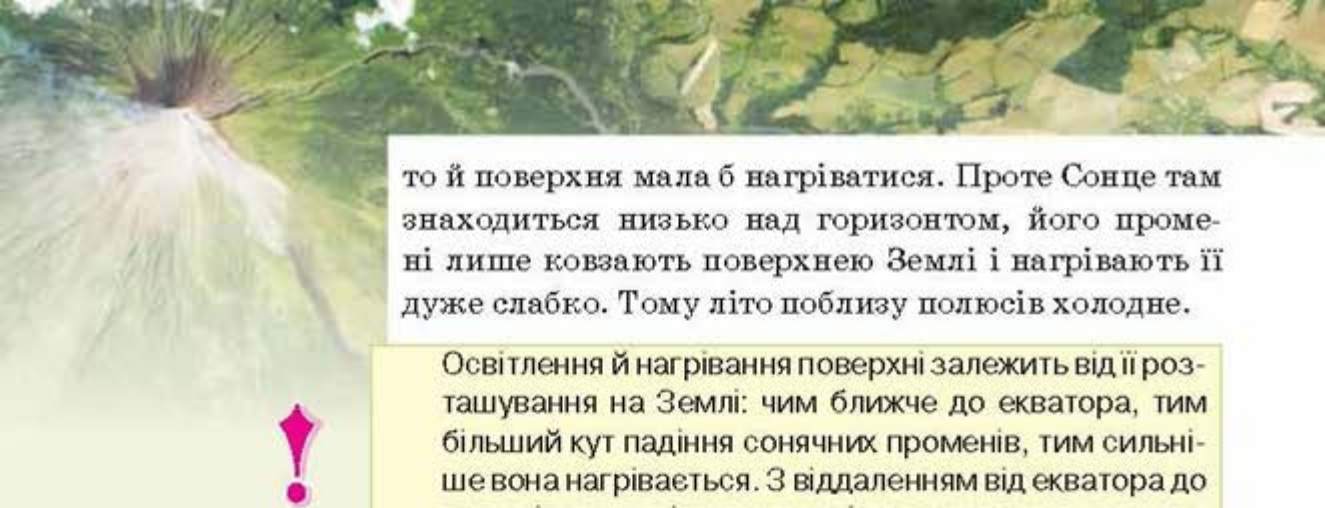 то й поверхня мала б нагріватися. Проте Сонце там
знаходиться низько над горизонтом, його проме-
ні лише ковзають поверхнею Землі і нагрівають її
дуже слабко. Тому літо поблизу полюсів холодне.
Освітлення й нагрівання поверхні залежить від її роз-
ташування на Землі: чим ближче до екватора, тим
більший кут падіння сонячних променів, тим сильні-
ше вона нагрівається. З віддаленням від екватора до